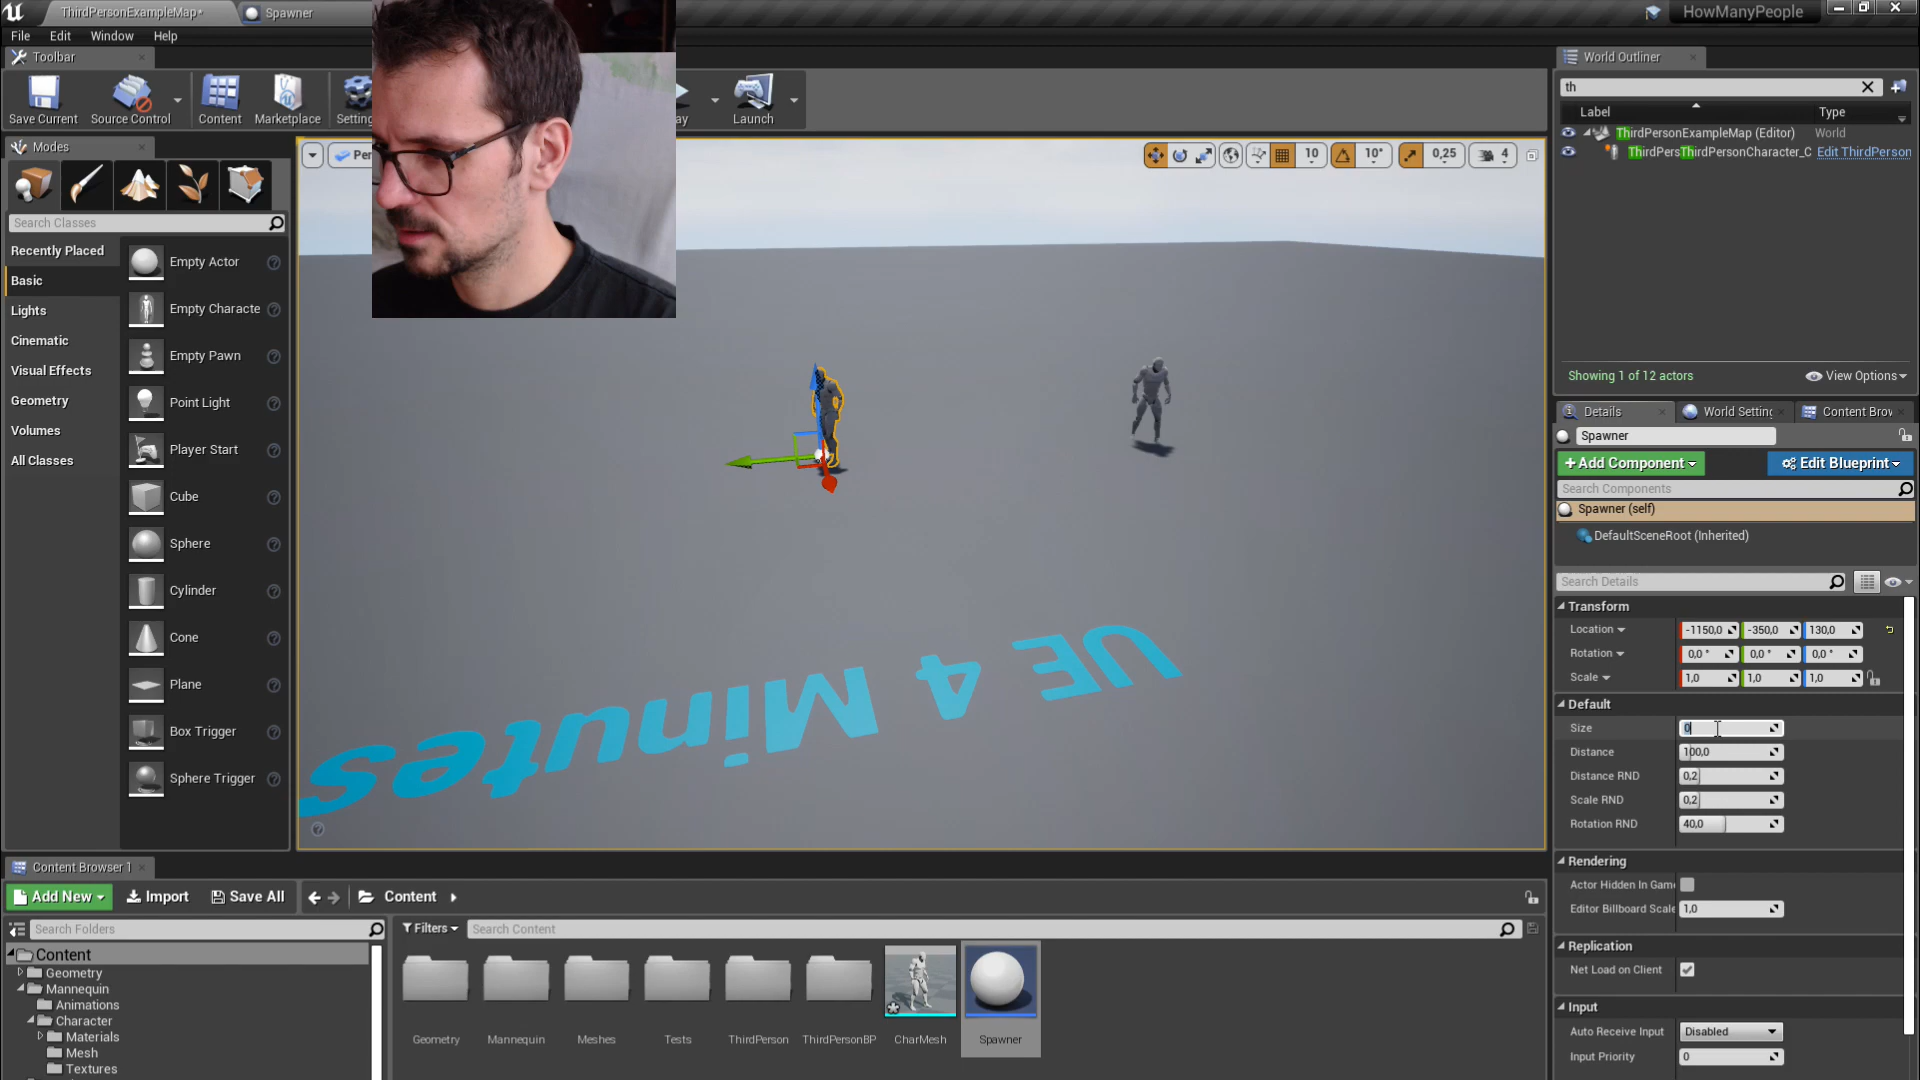 ThirdPersonExampleMap*
Spawner
HowManyPeople
File
Edit
Window
Help
Toolbar
Save Current
Source Control
Content
Marketplace
Launch
World Outliner
th
Label
Type
ThirdPersonExampleMap (Editor)
World
ThirdPersThirdPersonCharacter_C
Edit ThirdPerson
Showing 1 of 12 actors
View Options
Modes
Search Classes
Recently Placed
Basic
Lights
Cinematic
Visual Effects
Geometry
Volumes
All Classes
Empty Actor
Empty Characte
Empty Pawn
Point Light
Player Start
Cube
Sphere
Cylinder
Cone
Plane
Box Trigger
Sphere Trigger
10
10°
0,25
4
UE 4 Minutes
Details
World Setting
Content Brow
Spawner
+Add Component
Edit Blueprint
Search Components
Spawner (self)
DefaultSceneRoot (Inherited)
Search Details
Transform
Location
-1150,0
-350,0
130,0
Rotation
0,0 °
0,0 °
0,0 °
Scale
1,0
1,0
1,0
Default
Size
0
Distance
100,0
Distance RND
0,2
Scale RND
0,2
Rotation RND
40,0
Rendering
Actor Hidden In Game
Editor Billboard Scale
1,0
Replication
Net Load on Client
Input
Auto Receive Input
Disabled
Input Priority
0
Content Browser 1
Add New
Import
Save All
Content
Search Folders
Filters
Search Content
Content
Geometry
Mannequin
Animations
Character
Materials
Mesh
Textures
Geometry
Mannequin
Meshes
Tests
ThirdPerson
ThirdPersonBP
CharMesh
Spawner